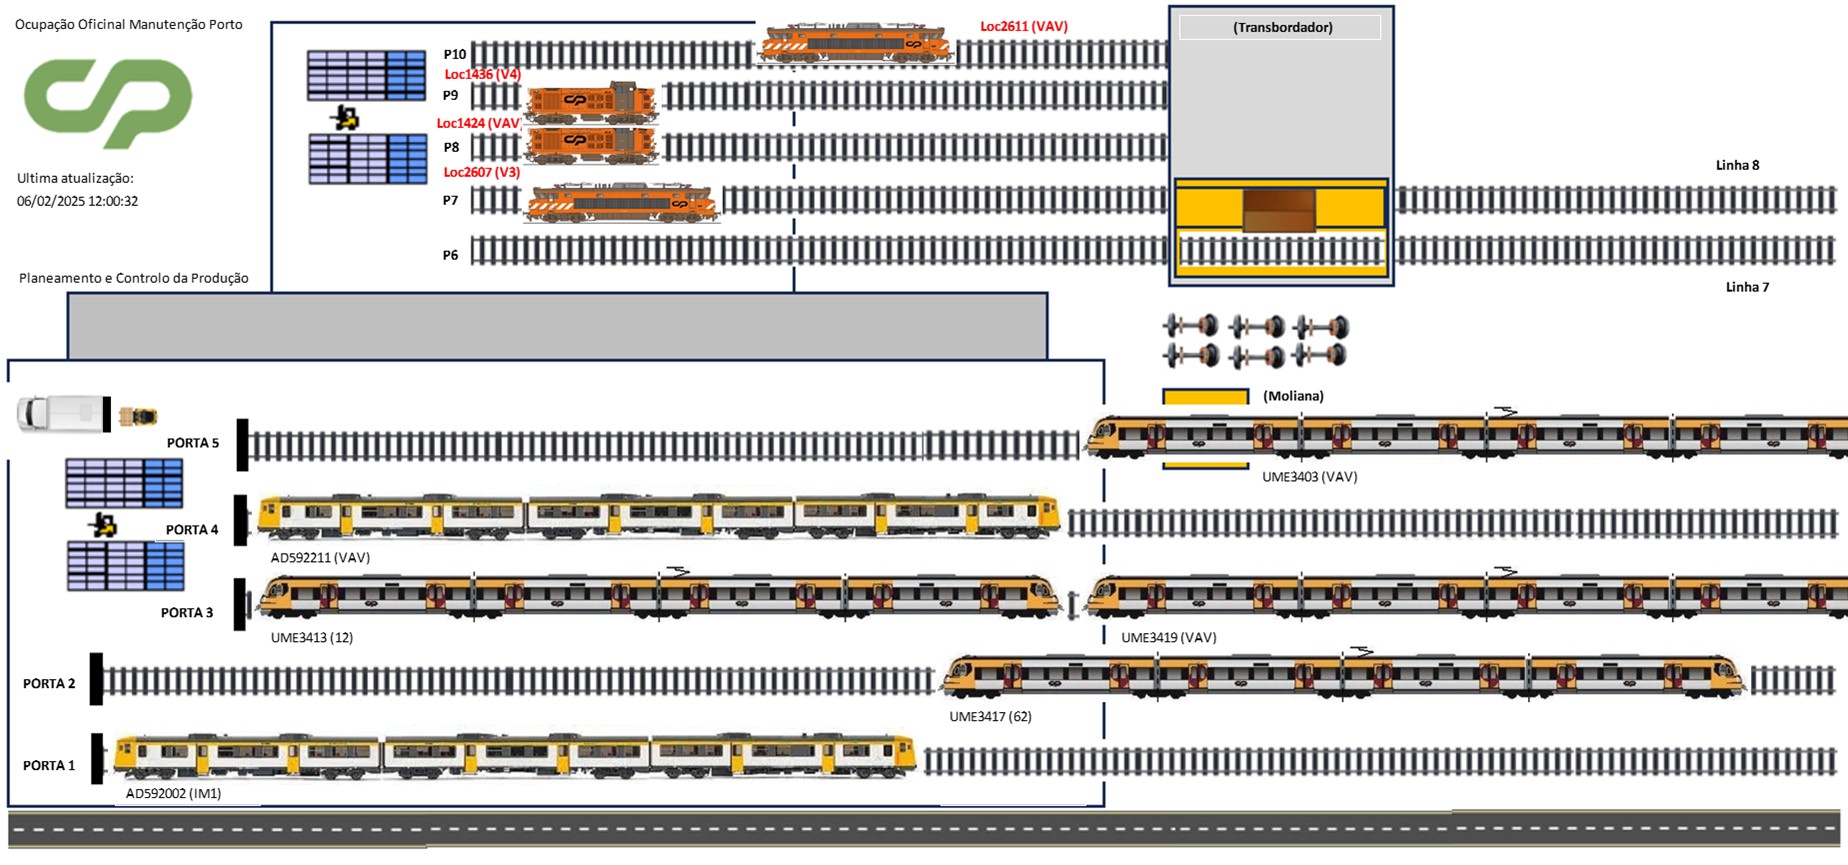 Ocupação Oficinal Manutenção Porto
Loc2611 (VAV)
(Transbordador)
P10
Loc1436 (V4)
P9
Loc1424 (VAV)
P8
Linha 8
Loc2607 (V3)
Ultima atualização:
06/02/2025 12:00:32
P7
P6
Planeamento e Controlo da Produção
Linha 7
(Moliana)
PORTA 5
UME3403 (VAV)
PORTA 4
AD592211 (VAV)
PORTA 3
UME3413 (12)
UME3419 (VAV)
PORTA 2
UME3417 (62)
PORTA 1
AD592002 (IM1)